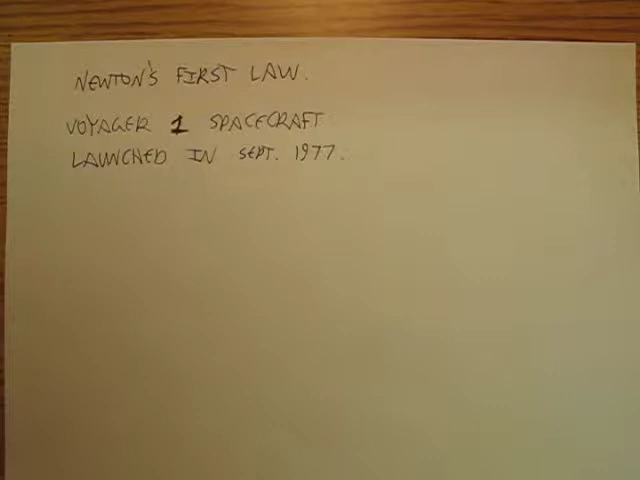 NEWTON'S FIRST LAW.
VOYAGER 1 SPACECRAFT
LAUNCHED IN SEPT. 1977.